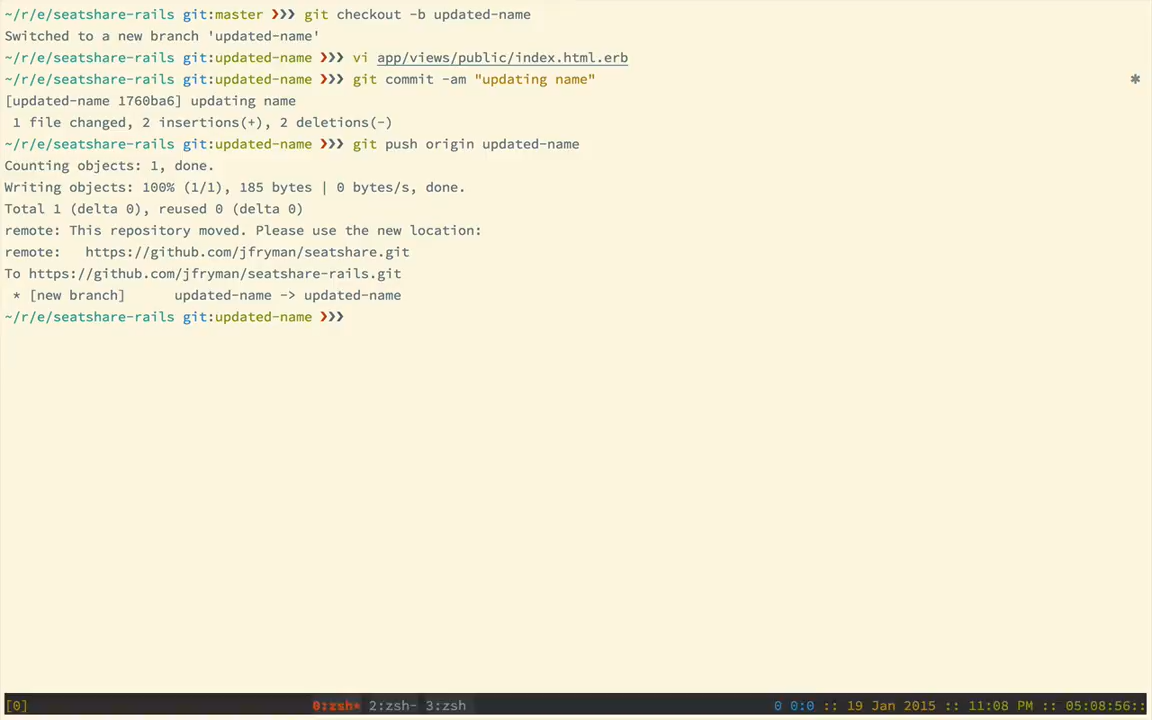 ~/r/e/seatshare-rails git:master ❯❯❯ git checkout -b updated-name
Switched to a new branch 'updated-name'
~/r/e/seatshare-rails git:updated-name ❯❯❯ vi app/views/public/index.html.erb
~/r/e/seatshare-rails git:updated-name ❯❯❯ git commit -am "updating name" ✱
[updated-name 1760ba6] updating name
 1 file changed, 2 insertions(+), 2 deletions(-)
~/r/e/seatshare-rails git:updated-name ❯❯❯ git push origin updated-name
Counting objects: 1, done.
Writing objects: 100% (1/1), 185 bytes | 0 bytes/s, done.
Total 1 (delta 0), reused 0 (delta 0)
remote: This repository moved. Please use the new location:
remote:   https://github.com/jfryman/seatshare.git
To https://github.com/jfryman/seatshare-rails.git
 * [new branch]      updated-name -> updated-name
~/r/e/seatshare-rails git:updated-name ❯❯❯
[0] 0:zsh* 2:zsh- 3:zsh 0 0:0 :: 19 Jan 2015 :: 11:08 PM :: 05:08:56::